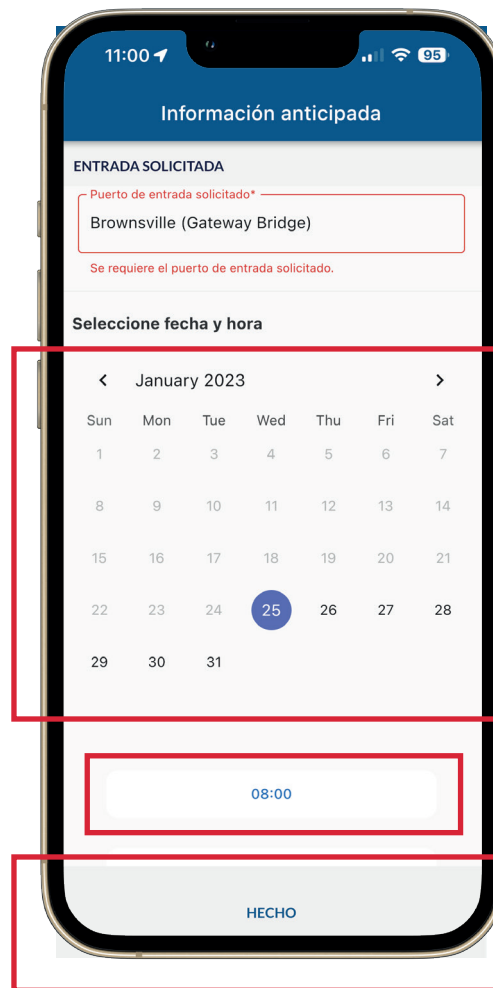 11:00 95
Información anticipada
ENTRADA SOLICITADA
Puerto de entrada solicitado*
Brownsville (Gateway Bridge)
Se requiere el puerto de entrada solicitado.
Seleccione fecha y hora
January 2023
Sun Mon Tue Wed Thu Fri Sat
1 2 3 4 5 6 7
8 9 10 11 12 13 14
15 16 17 18 19 20 21
22 23 24 25 26 27 28
29 30 31
08:00
HECHO